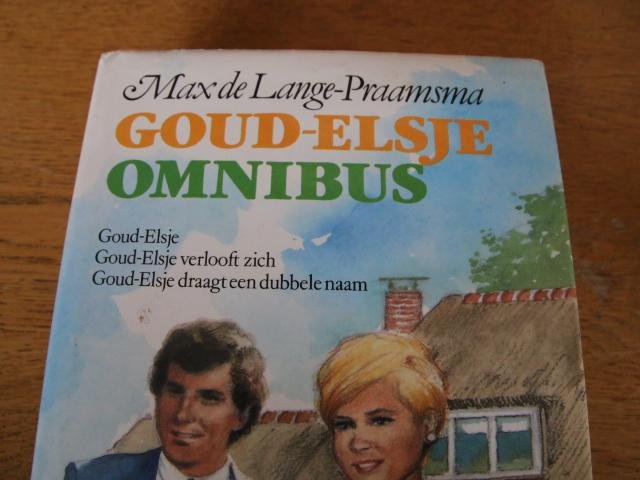 Max de Lange-Praamsma
GOUD-ELSJE
OMNIBUS
Goud-Elsje
Goud-Elsje verlooft zich
Goud-Elsje draagt een dubbele naam